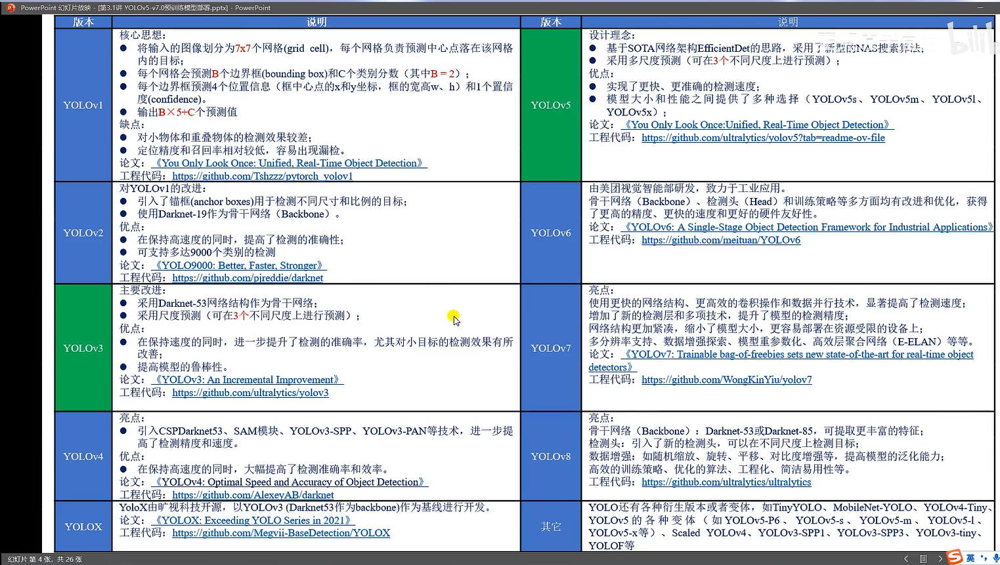 PowerPoint 幻灯片放映 - [第3.1讲 YOLOv5-v7.0预训练模型部署.pptx] - PowerPoint
版本
说明
版本
说明
YOLOv1
核心思想：
● 将输入的图像划分为7x7个网格(grid cell)，每个网格负责预测中心点落在该网格
内的目标；
● 每个网格会预测B个边界框(bounding box)和C个类别分数（其中B = 2）；
● 每个边界框预测4个位置信息（框中心点的x和y坐标，框的宽高w、h）和1个置信
度(confidence)。
● 输出B×5+C个预测值
缺点：
● 对小物体和重叠物体的检测效果较差；
● 定位精度和召回率相对较低，容易出现漏检。
论文：《You Only Look Once: Unified, Real-Time Object Detection》
工程代码：https://github.com/Tshzzz/pytorch_yolov1
YOLOv5
设计理念：
● 基于SOTA网络架构EfficientDet的思路，采用了新型的NAS搜索算法；
● 采用多尺度预测（可在3个不同尺度上进行预测）；
优点：
● 实现了更快、更准确的检测速度；
● 模型大小和性能之间提供了多种选择（YOLOv5s、YOLOv5m、YOLOv5l、
YOLOv5x）；
论文：《You Only Look Once:Unified, Real-Time Object Detection》
工程代码：https://github.com/ultralytics/yolov5?tab=readme-ov-file
YOLOv2
对YOLOv1的改进：
● 引入了锚框(anchor boxes)用于检测不同尺寸和比例的目标；
● 使用Darknet-19作为骨干网络（Backbone）。
优点：
● 在保持高速度的同时，提高了检测的准确性；
● 可支持多达9000个类别的检测
论文：《YOLO9000: Better, Faster, Stronger》
工程代码：https://github.com/pjreddie/darknet
YOLOv6
由美团视觉智能部研发，致力于工业应用。
骨干网络（Backbone）、检测头（Head）和训练策略等多方面均有改进和优化，获得
了更高的精度、更快的速度和更好的硬件友好性。
论文：《YOLOv6: A Single-Stage Object Detection Framework for Industrial Applications》
工程代码：https://github.com/meituan/YOLOv6
YOLOv3
主要改进：
● 采用Darknet-53网络结构作为骨干网络；
● 采用尺度预测（可在3个不同尺度上进行预测）；
优点：
● 在保持速度的同时，进一步提升了检测的准确率，尤其对小目标的检测效果有所
改善；
● 提高模型的鲁棒性。
论文：《YOLOv3: An Incremental Improvement》
工程代码：https://github.com/ultralytics/yolov3
YOLOv7
亮点：
使用更快的网络结构、更高效的卷积操作和数据并行技术，显著提高了检测速度；
增加了新的检测层和多项技术，提升了模型的检测精度；
网络结构更加紧凑，缩小了模型大小，更容易部署在资源受限的设备上；
多分辨率支持、数据增强探索、模型重参数化、高效层聚合网络（E-ELAN）等等。
论文：《YOLOv7: Trainable bag-of-freebies sets new state-of-the-art for real-time object
detectors》
工程代码：https://github.com/WongKinYiu/yolov7
YOLOv4
亮点：
● 引入CSPDarknet53、SAM模块、YOLOv3-SPP、YOLOv3-PAN等技术，进一步提
高了检测精度和速度。
优点：
● 在保持高速度的同时，大幅提高了检测准确率和效率。
论文：《YOLOv4: Optimal Speed and Accuracy of Object Detection》
工程代码：https://github.com/AlexeyAB/darknet
YOLOv8
亮点：
骨干网络（Backbone）：Darknet-53或Darknet-85，可提取更丰富的特征；
检测头：引入了新的检测头，可以在不同尺度上检测目标；
数据增强：如随机缩放、旋转、平移、对比度增强等，提高模型的泛化能力；
高效的训练策略、优化的算法、工程化、简洁易用性等。
工程代码：https://github.com/ultralytics/ultralytics
YOLOX
YoloX由旷视科技开源，以YOLOv3 (Darknet53作为backbone)作为基线进行开发。
论文：《YOLOX: Exceeding YOLO Series in 2021》
工程代码：https://github.com/Megvii-BaseDetection/YOLOX
其它
YOLO还有各种衍生版本或者变体，如TinyYOLO、MobileNet-YOLO、YOLOv4-Tiny、
YOLOv5的各种变体（如YOLOv5-P6、YOLOv5-s、YOLOv5-m、YOLOv5-l、
YOLOv5-x等）、Scaled YOLOv4、YOLOv3-SPP1、YOLOv3-SPP3、YOLOv3-tiny、
YOLOF等
幻灯片 第 4 张，共 26 张
英